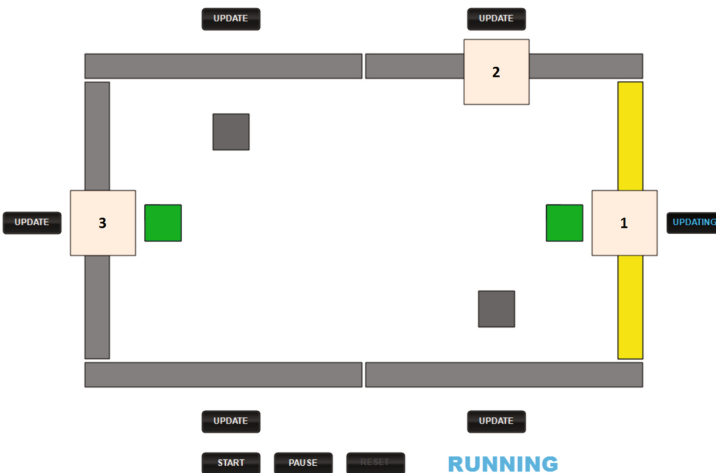 UPDATE UPDATE
2
UPDATE 3 1 UPDATING
UPDATE UPDATE
START PAUSE RESET RUNNING